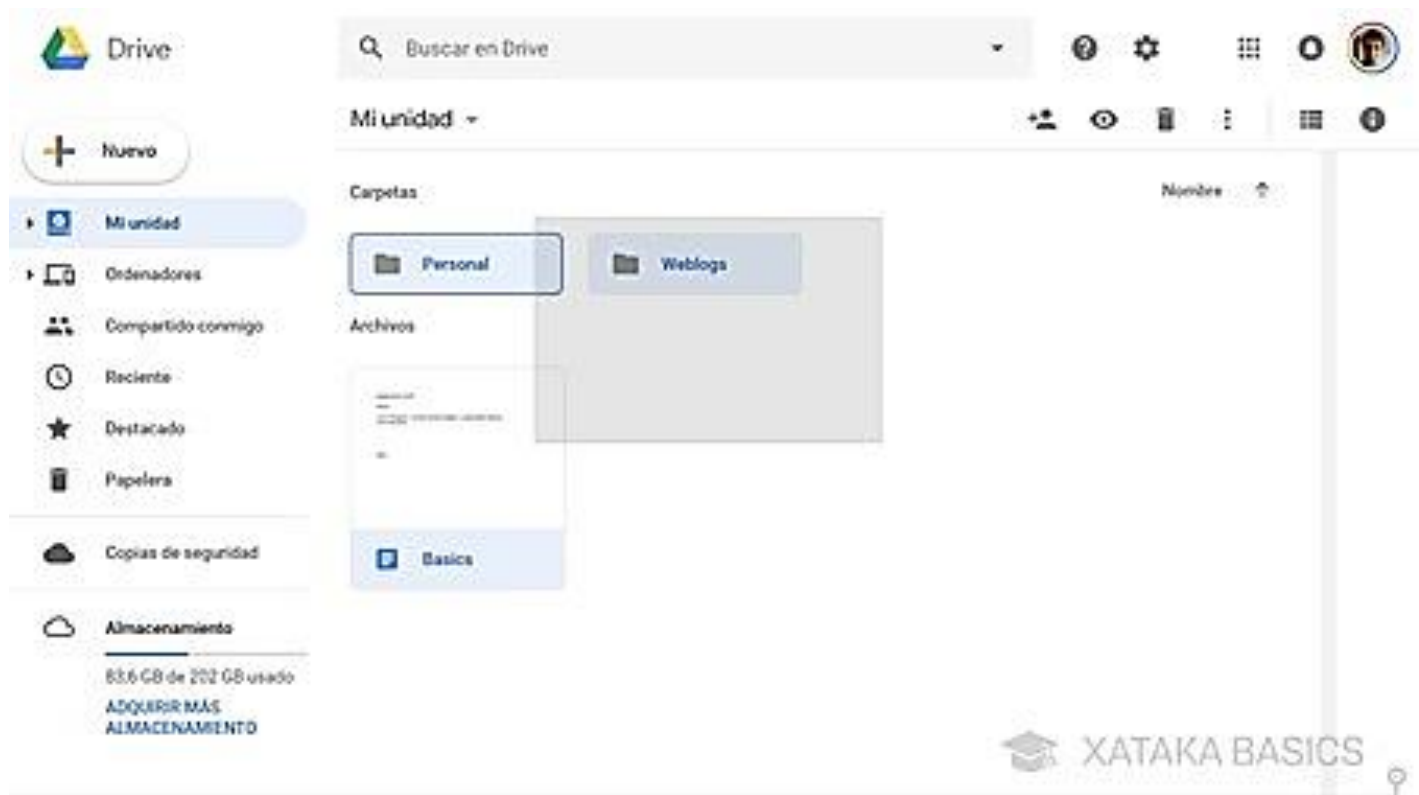 Drive
Buscar en Drive
Mi unidad
Nuevo
Carpetas
Nombre
Mi unidad
Personal
Weblogs
Ordenadores
Compartido conmigo
Archivos
Reciente
Destacado
Papelera
Copias de seguridad
Basics
Almacenamiento
83,6 GB de 202 GB usado
ADQUIRIR MÁS
ALMACENAMIENTO
XATAKA BASICS